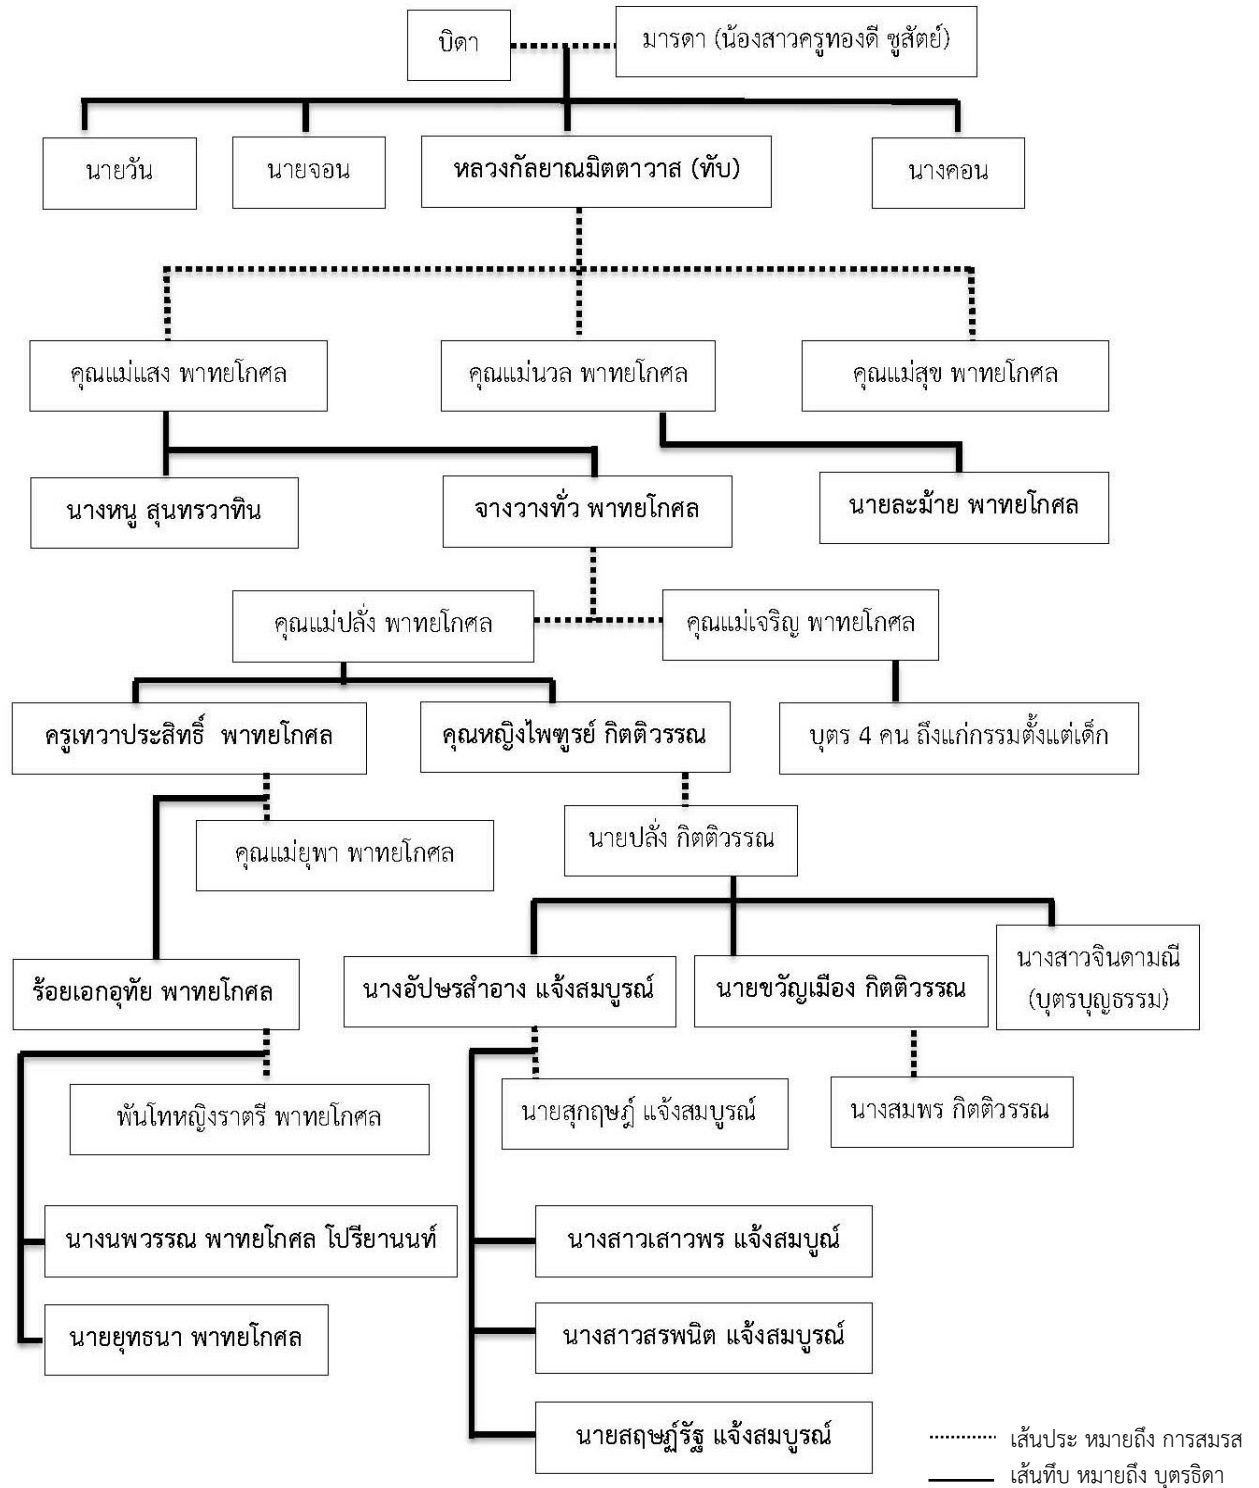 บิดา
มารดา (น้องสาวครูทองดี ชูสัตย์)
นายวัน
นายจอน
หลวงกัลยาณมิตตาวาส (ทับ)
นางคอน
คุณแม่แสง พาทยโกศล
คุณแม่นวล พาทยโกศล
คุณแม่สุข พาทยโกศล
นางหนู สุนทรวาทิน
จางวางทั่ว พาทยโกศล
นายละม้าย พาทยโกศล
คุณแม่ปลั่ง พาทยโกศล
คุณแม่เจริญ พาทยโกศล
ครูเทวาประสิทธิ์ พาทยโกศล
คุณหญิงไพฑูรย์ กิตติวรรณ
บุตร 4 คน ถึงแก่กรรมตั้งแต่เด็ก
คุณแม่ยุพา พาทยโกศล
นายปลั่ง กิตติวรรณ
ร้อยเอกอุทัย พาทยโกศล
นางอัปษรสำอาง แจ้งสมบูรณ์
นายขวัญเมือง กิตติวรรณ
นางสาวจินดามณี
(บุตรบุญธรรม)
พันโทหญิงราตรี พาทยโกศล
นายสุกฤษฎ์ แจ้งสมบูรณ์
นางสมพร กิตติวรรณ
นางนพวรรณ พาทยโกศล โปรียานนท์
นางสาวเสาวพร แจ้งสมบูณ์
นายยุทธนา พาทยโกศล
นางสาวสรพนิต แจ้งสมบูรณ์
นายสฤษฏ์รัฐ แจ้งสมบูรณ์
เส้นประ หมายถึง การสมรส
เส้นทึบ หมายถึง บุตรธิดา